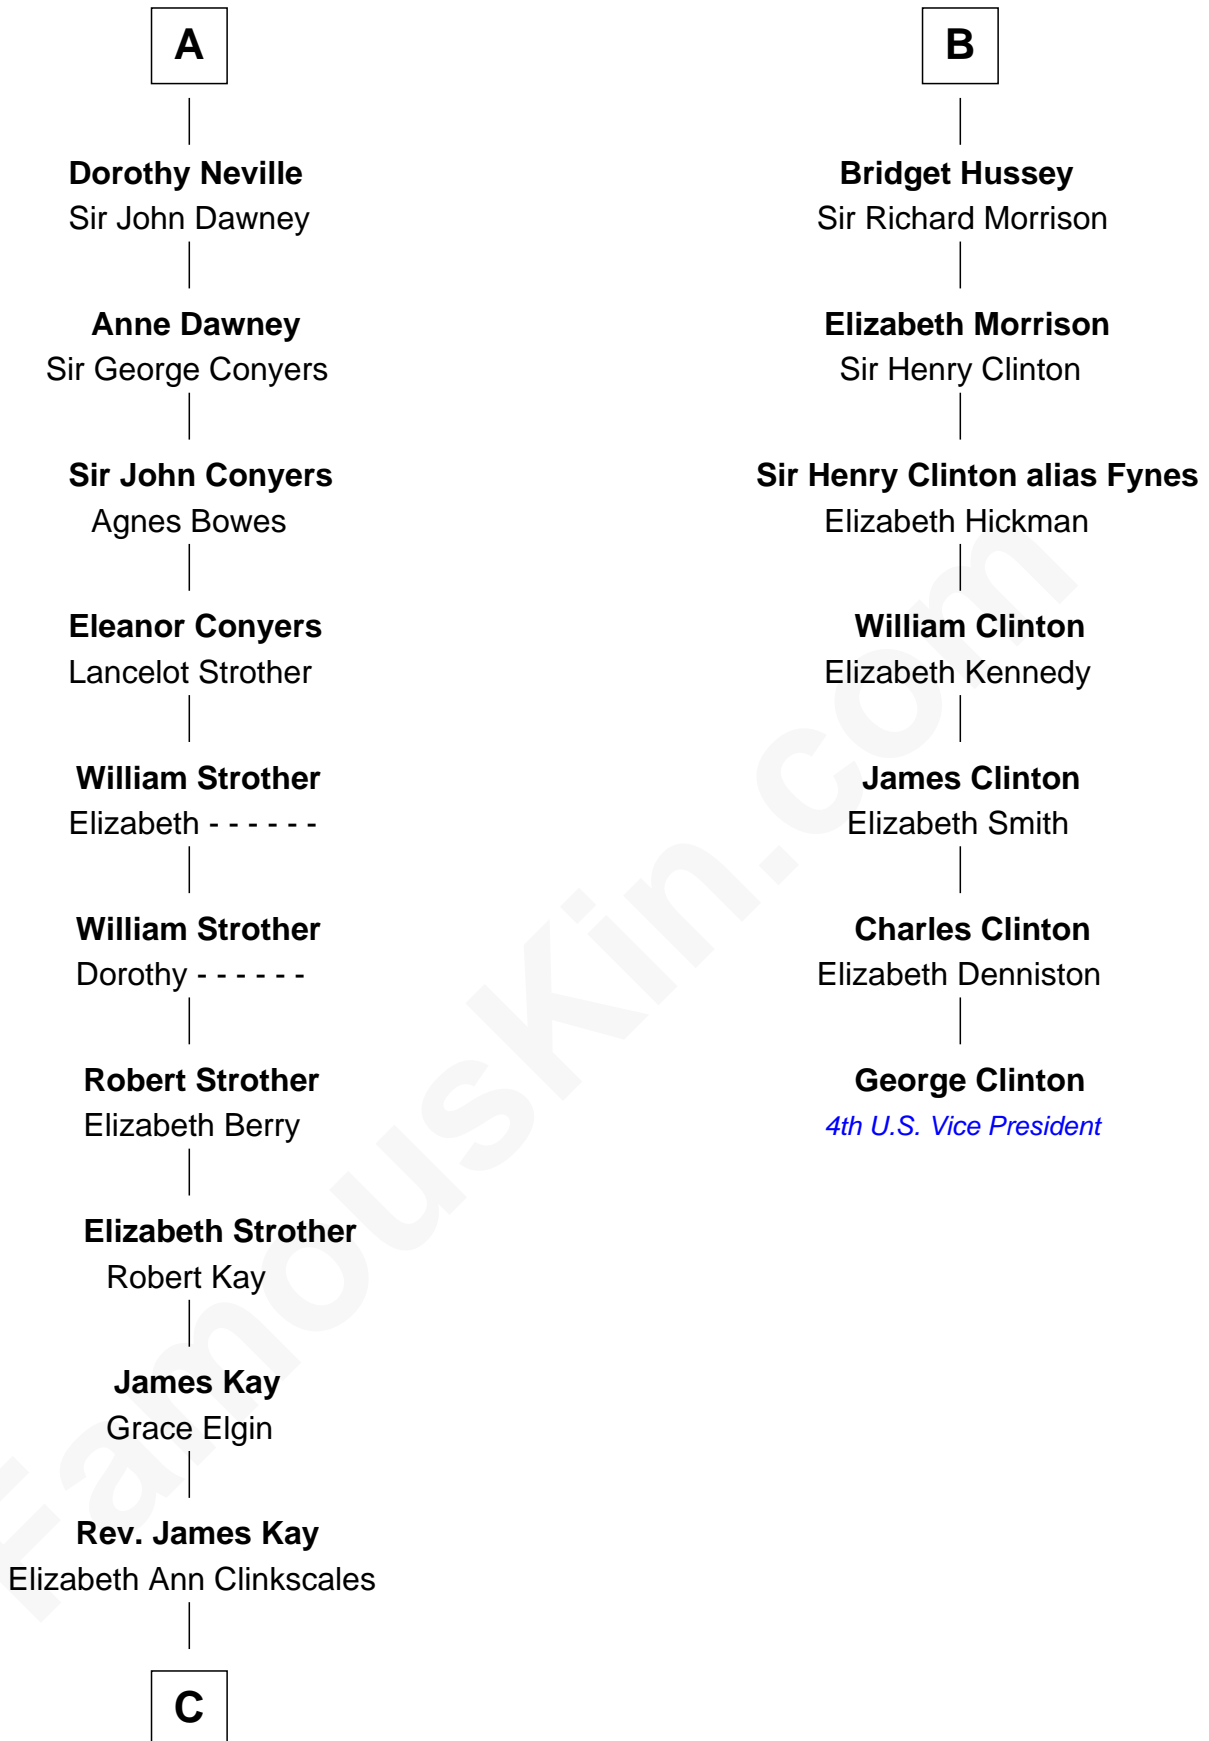 A
Dorothy Neville
Sir John Dawney
Anne Dawney
Sir George Conyers
Sir John Conyers
Agnes Bowes
Eleanor Conyers
Lancelot Strother
William Strother
Elizabeth - - - - - -
William Strother
Dorothy - - - - - -
Robert Strother
Elizabeth Berry
Elizabeth Strother
Robert Kay
James Kay
Grace Elgin
Rev. James Kay
Elizabeth Ann Clinkscales
C
B
Bridget Hussey
Sir Richard Morrison
Elizabeth Morrison
Sir Henry Clinton
Sir Henry Clinton alias Fynes
Elizabeth Hickman
William Clinton
Elizabeth Kennedy
James Clinton
Elizabeth Smith
Charles Clinton
Elizabeth Denniston
George Clinton
4th U.S. Vice President
FamousKin.com